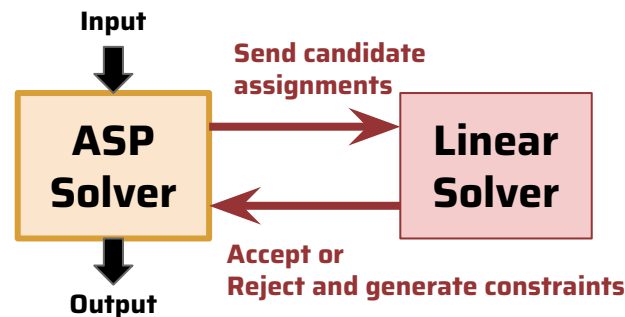 Input
Send candidate
assignments
ASP
Solver
Linear
Solver
Accept or
Reject and generate constraints
Output